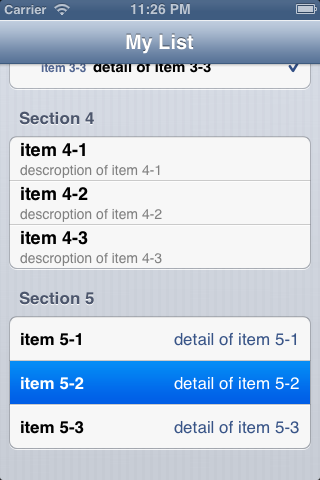 Carrier 11:26 PM
My List
item 3-3 detail of item 3-3
Section 4
item 4-1
descroption of item 4-1
item 4-2
descroption of item 4-2
item 4-3
descroption of item 4-3
Section 5
item 5-1 detail of item 5-1
item 5-2 detail of item 5-2
item 5-3 detail of item 5-3